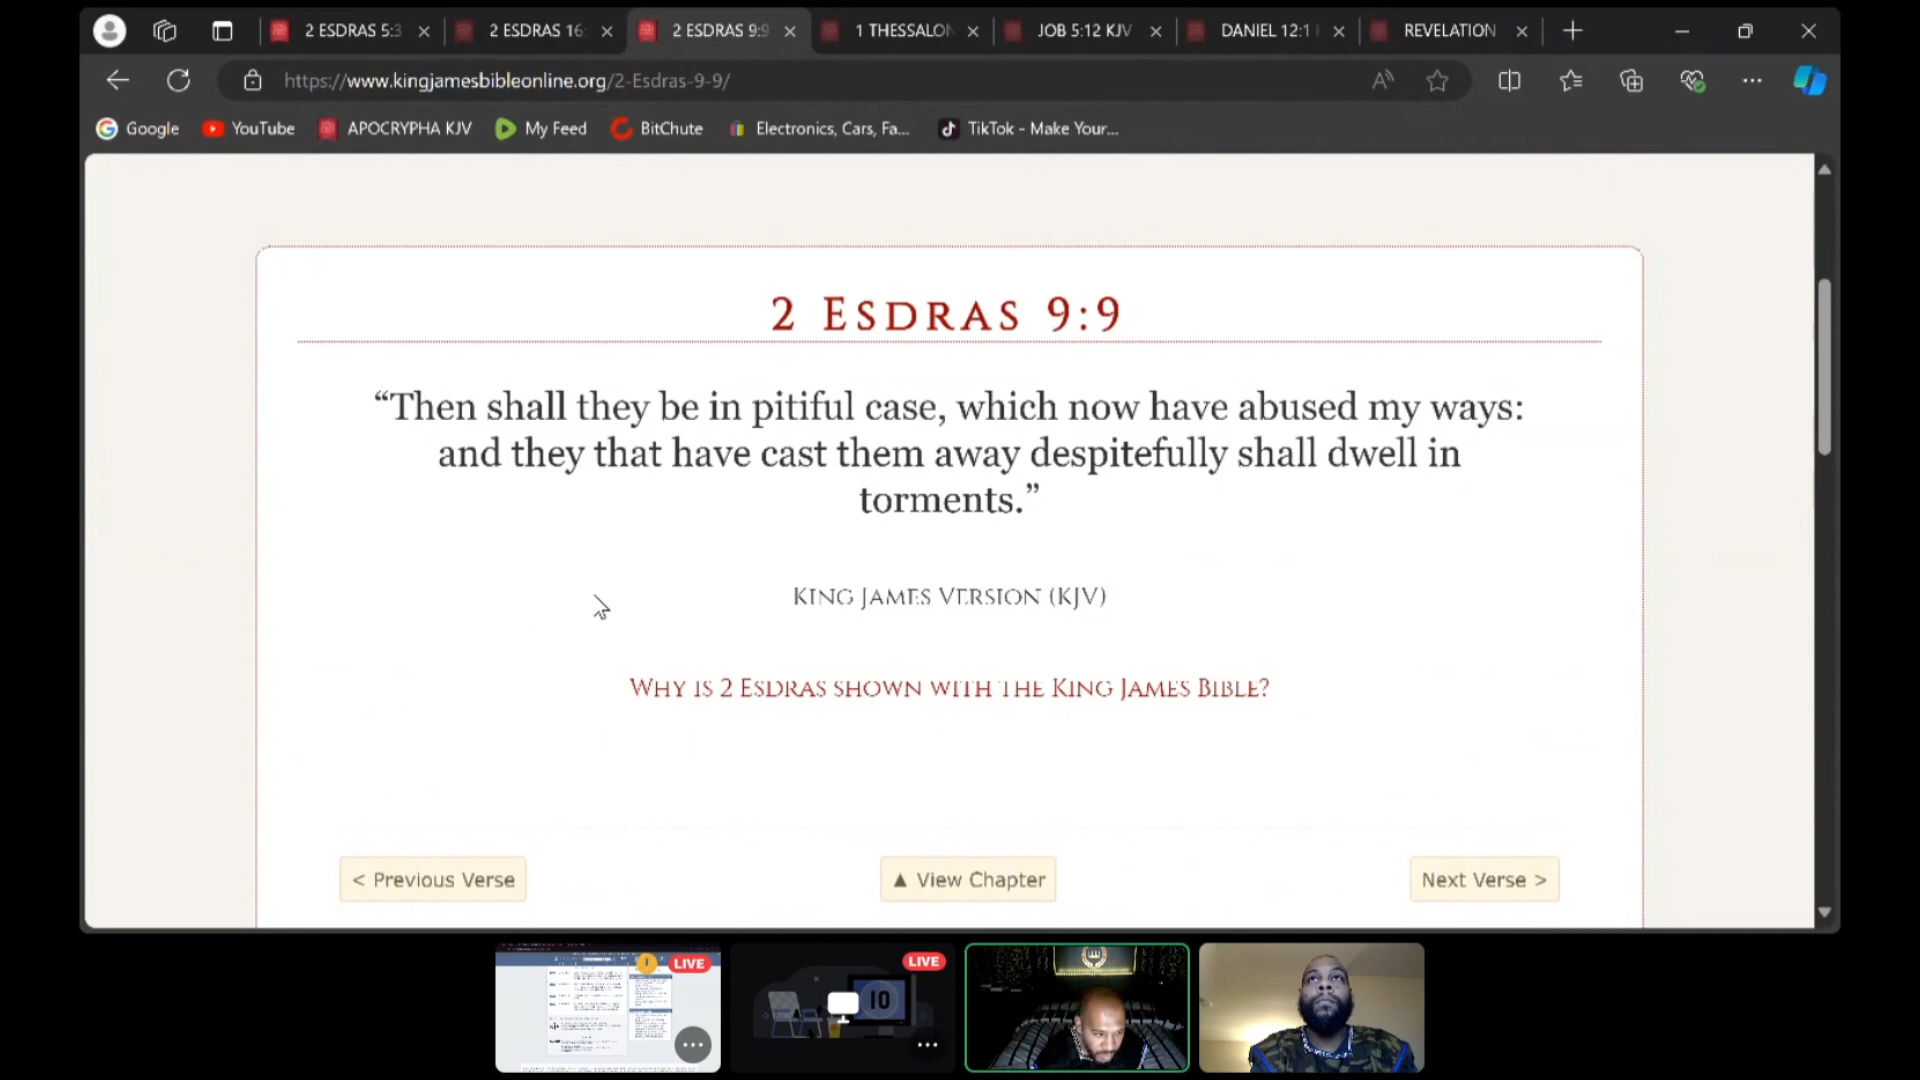 2 ESDRAS 5:3
2 ESDRAS 16:
2 ESDRAS 9:9
1 THESSALON
JOB 5:12 KJV
DANIEL 12:1
REVELATION
https://www.kingjamesbibleonline.org/2-Esdras-9-9/
Google
YouTube
APOCRYPHA KJV
My Feed
BitChute
Electronics, Cars, Fa...
TikTok - Make Your...
2 ESDRAS 9:9
“Then shall they be in pitiful case, which now have abused my ways:
and they that have cast them away despitefully shall dwell in
torments.”
KING JAMES VERSION (KJV)
WHY IS 2 ESDRAS SHOWN WITH THE KING JAMES BIBLE?
< Previous Verse
▲ View Chapter
Next Verse >
LIVE
LIVE
10